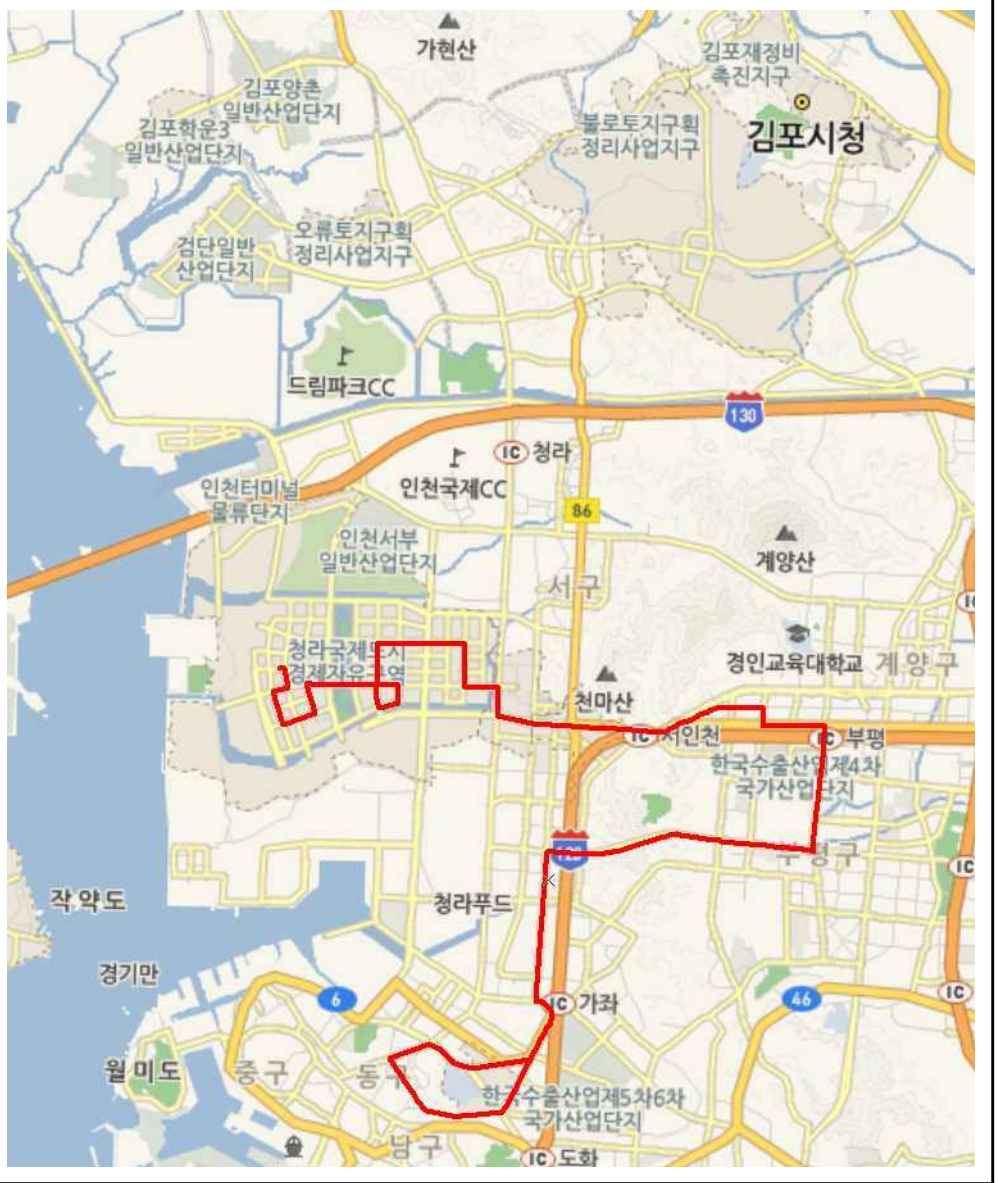 가현산
김포재정비
촉진지구
김포양촌
일반산업단지
김포시청
김포학운3
일반산업단지
불로토지구획
정리사업지구
오류토지구획
정리사업지구
검단일반
산업단지
드림파크CC
130
IC 청라
인천국제CC
인천터미널
물류단지
86
인천서부
일반산업단지
계양산
서구
IC
청라국제도시
경제자유구역
경인교육대학교
계양구
천마산
IC 서인천
IC 부평
한국수출산업제4차
국가산업단지
부평구
IC
작약도
청라푸드
경기만
6
IC 가좌
46
IC
월미도
중구
동구
한국수출산업제5차6차
국가산업단지
남구
IC 도화